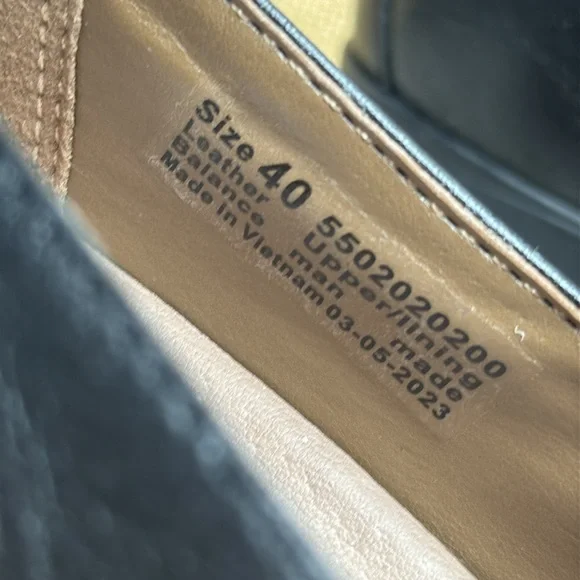 Size 40 5502020200
Leather Upper/lining
Balance man made
Made in Vietnam 03-05-2023